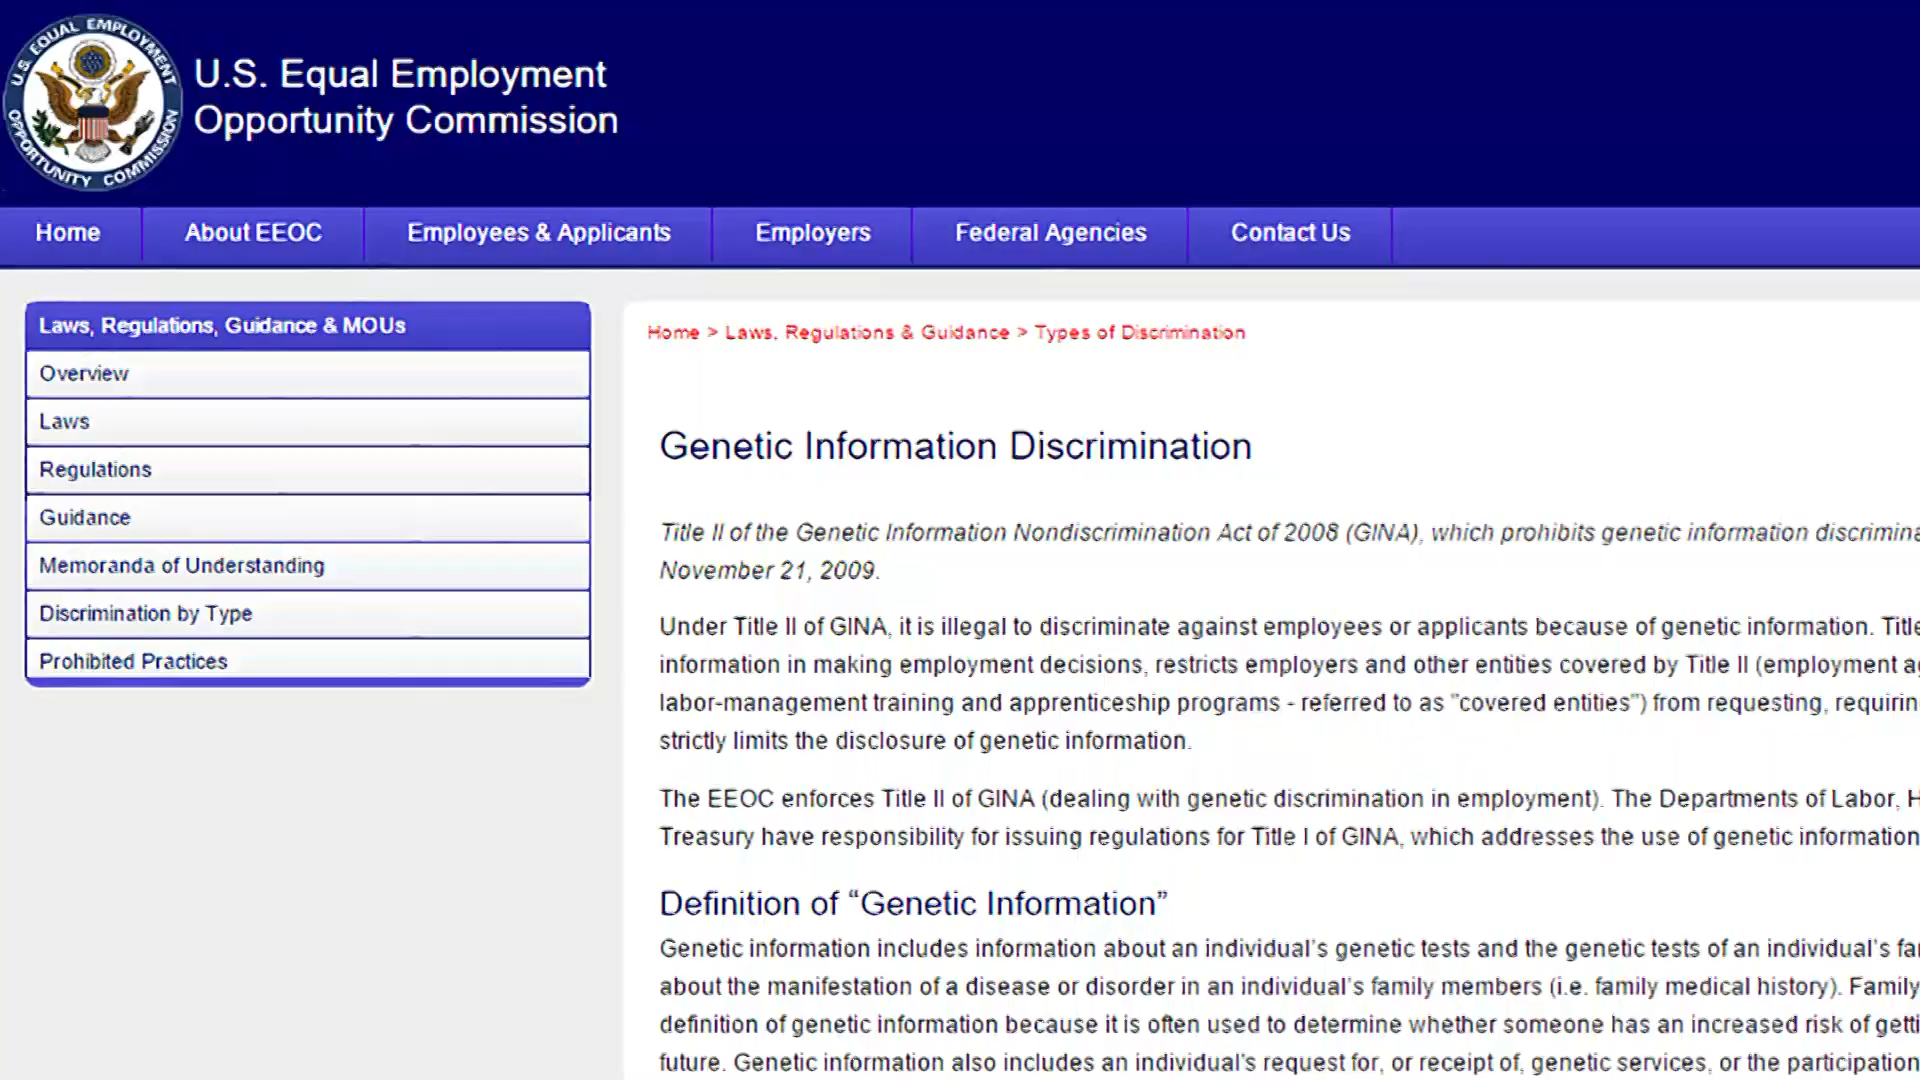 U.S. EQUAL EMPLOYMENT
OPPORTUNITY COMMISSION
U.S. Equal Employment
Opportunity Commission
Home
About EEOC
Employees & Applicants
Employers
Federal Agencies
Contact Us
Laws, Regulations, Guidance & MOUs
Overview
Laws
Regulations
Guidance
Memoranda of Understanding
Discrimination by Type
Prohibited Practices
Home > Laws, Regulations & Guidance > Types of Discrimination
Genetic Information Discrimination
Title II of the Genetic Information Nondiscrimination Act of 2008 (GINA), which prohibits genetic information discrimina
November 21, 2009.
Under Title II of GINA, it is illegal to discriminate against employees or applicants because of genetic information. Title
information in making employment decisions, restricts employers and other entities covered by Title II (employment ag
labor-management training and apprenticeship programs - referred to as "covered entities") from requesting, requirin
strictly limits the disclosure of genetic information.
The EEOC enforces Title II of GINA (dealing with genetic discrimination in employment). The Departments of Labor, H
Treasury have responsibility for issuing regulations for Title I of GINA, which addresses the use of genetic information
Definition of “Genetic Information”
Genetic information includes information about an individual's genetic tests and the genetic tests of an individual's fa
about the manifestation of a disease or disorder in an individual's family members (i.e. family medical history). Family
definition of genetic information because it is often used to determine whether someone has an increased risk of getti
future. Genetic information also includes an individual's request for, or receipt of, genetic services, or the participation